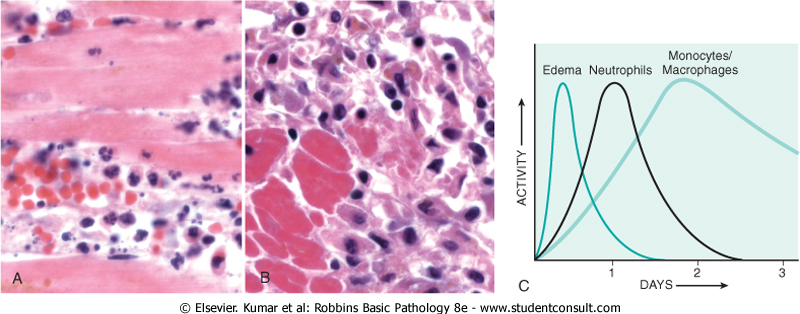 A
B
Monocytes/
Macrophages
Edema Neutrophils
ACTIVITY
1 2 3
C DAYS
© Elsevier. Kumar et al: Robbins Basic Pathology 8e - www.studentconsult.com